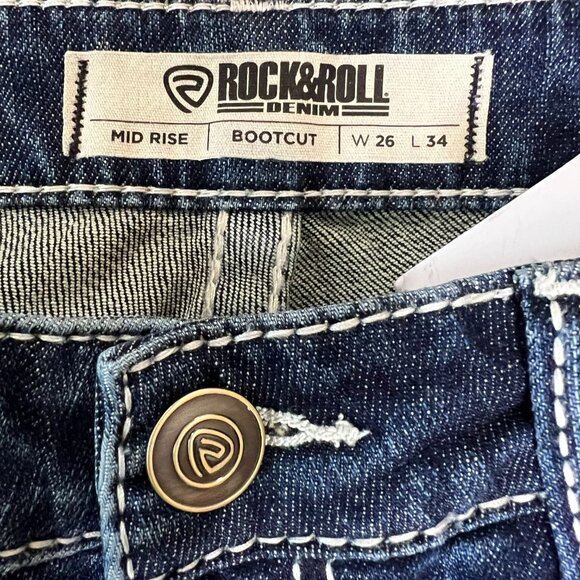 ROCK&ROLL
DENIM
MID RISE | BOOTCUT | W 26 L 34